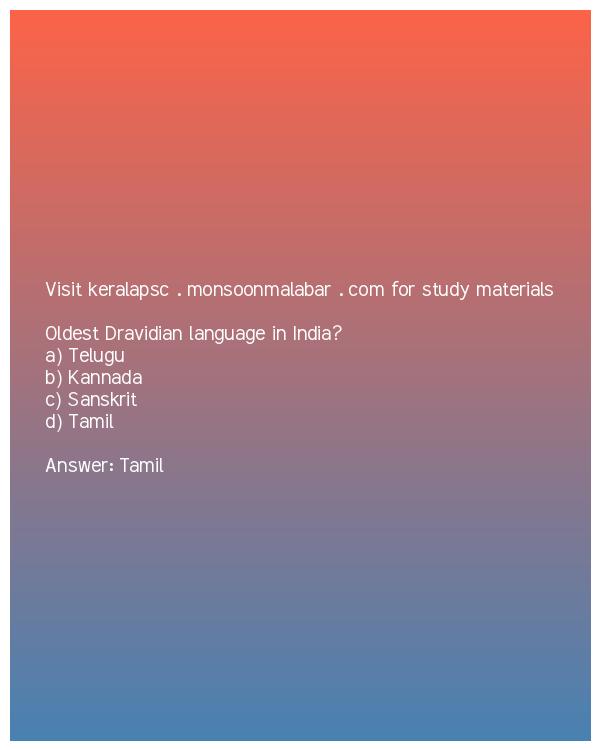 Visit keralapsc . monsoonmalabar . com for study materials
Oldest Dravidian language in India?
a) Telugu
b) Kannada
c) Sanskrit
d) Tamil
Answer: Tamil